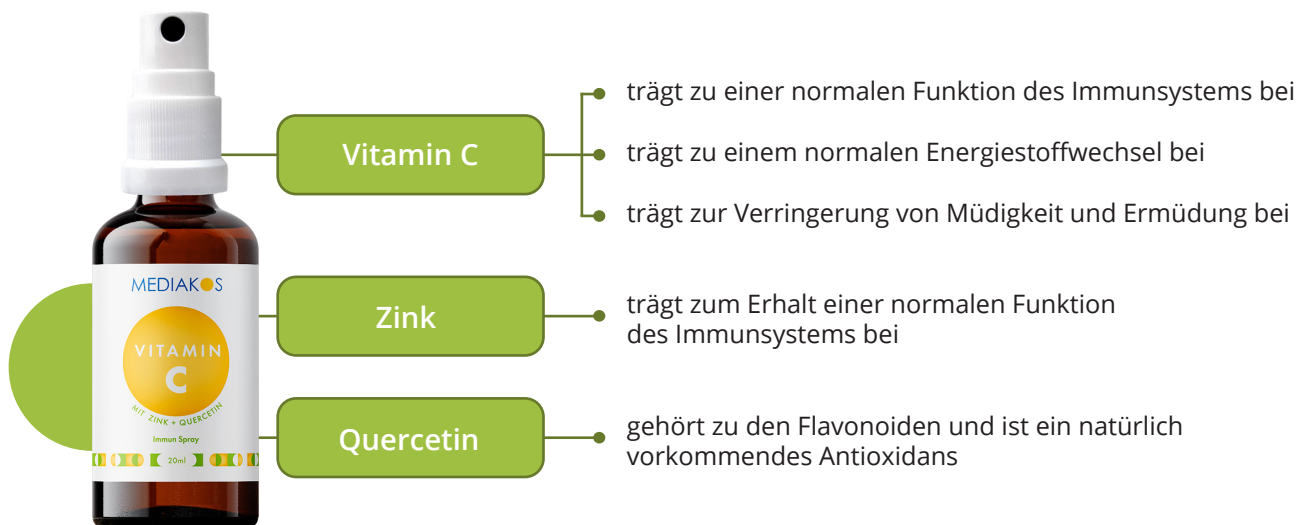 Vitamin C
trägt zu einer normalen Funktion des Immunsystems bei
trägt zu einem normalen Energiestoffwechsel bei
trägt zur Verringerung von Müdigkeit und Ermüdung bei
MEDIAKOS
VITAMIN
C
MIT ZINK + QUERCETIN
Immun Spray
20ml
Zink
trägt zum Erhalt einer normalen Funktion
des Immunsystems bei
Quercetin
gehört zu den Flavonoiden und ist ein natürlich
vorkommendes Antioxidans